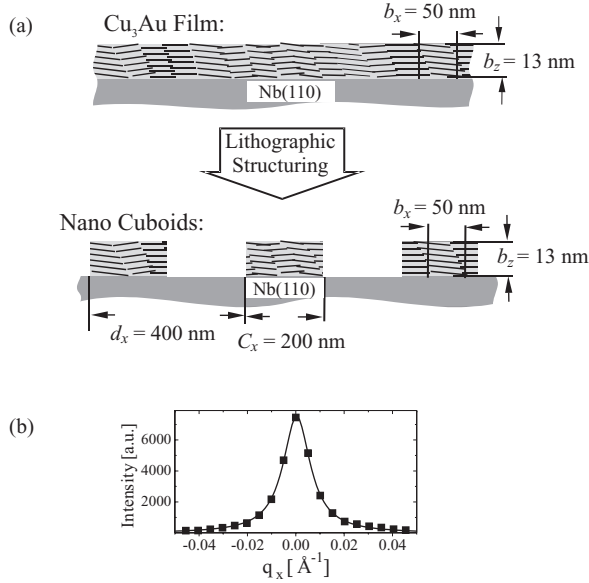 (a)
Cu₃Au Film:
bₓ = 50 nm
b_z = 13 nm
Nb(110)
Lithographic
Structuring
Nano Cuboids:
bₓ = 50 nm
b_z = 13 nm
Nb(110)
dₓ = 400 nm
Cₓ = 200 nm
(b)
Intensity [a.u.]
6000
4000
2000
-0.04 -0.02 0.00 0.02 0.04
qₓ [Å⁻¹]